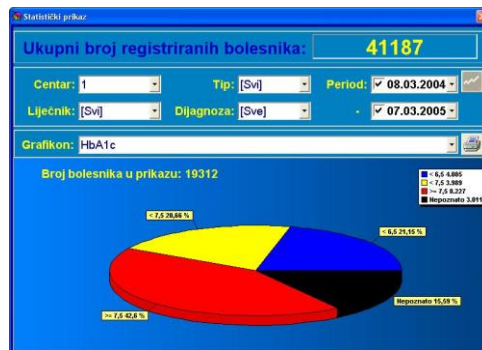 Statistički prikaz
Ukupni broj registriranih bolesnika: 41187
Centar: 1 Tip: [Svi] Period: 08.03.2004
Liječnik: [Svi] Dijagnoza: [Sve] - 07.03.2005
Grafikon: HbA1c
Broj bolesnika u prikazu: 19312
< 6,5 4.085
< 7,5 3.989
>= 7,5 8.227
Nepoznato 3.011
< 7,5 20,66 %
< 6,5 21,15 %
Nepoznato 15,59 %
>= 7,5 42,6 %